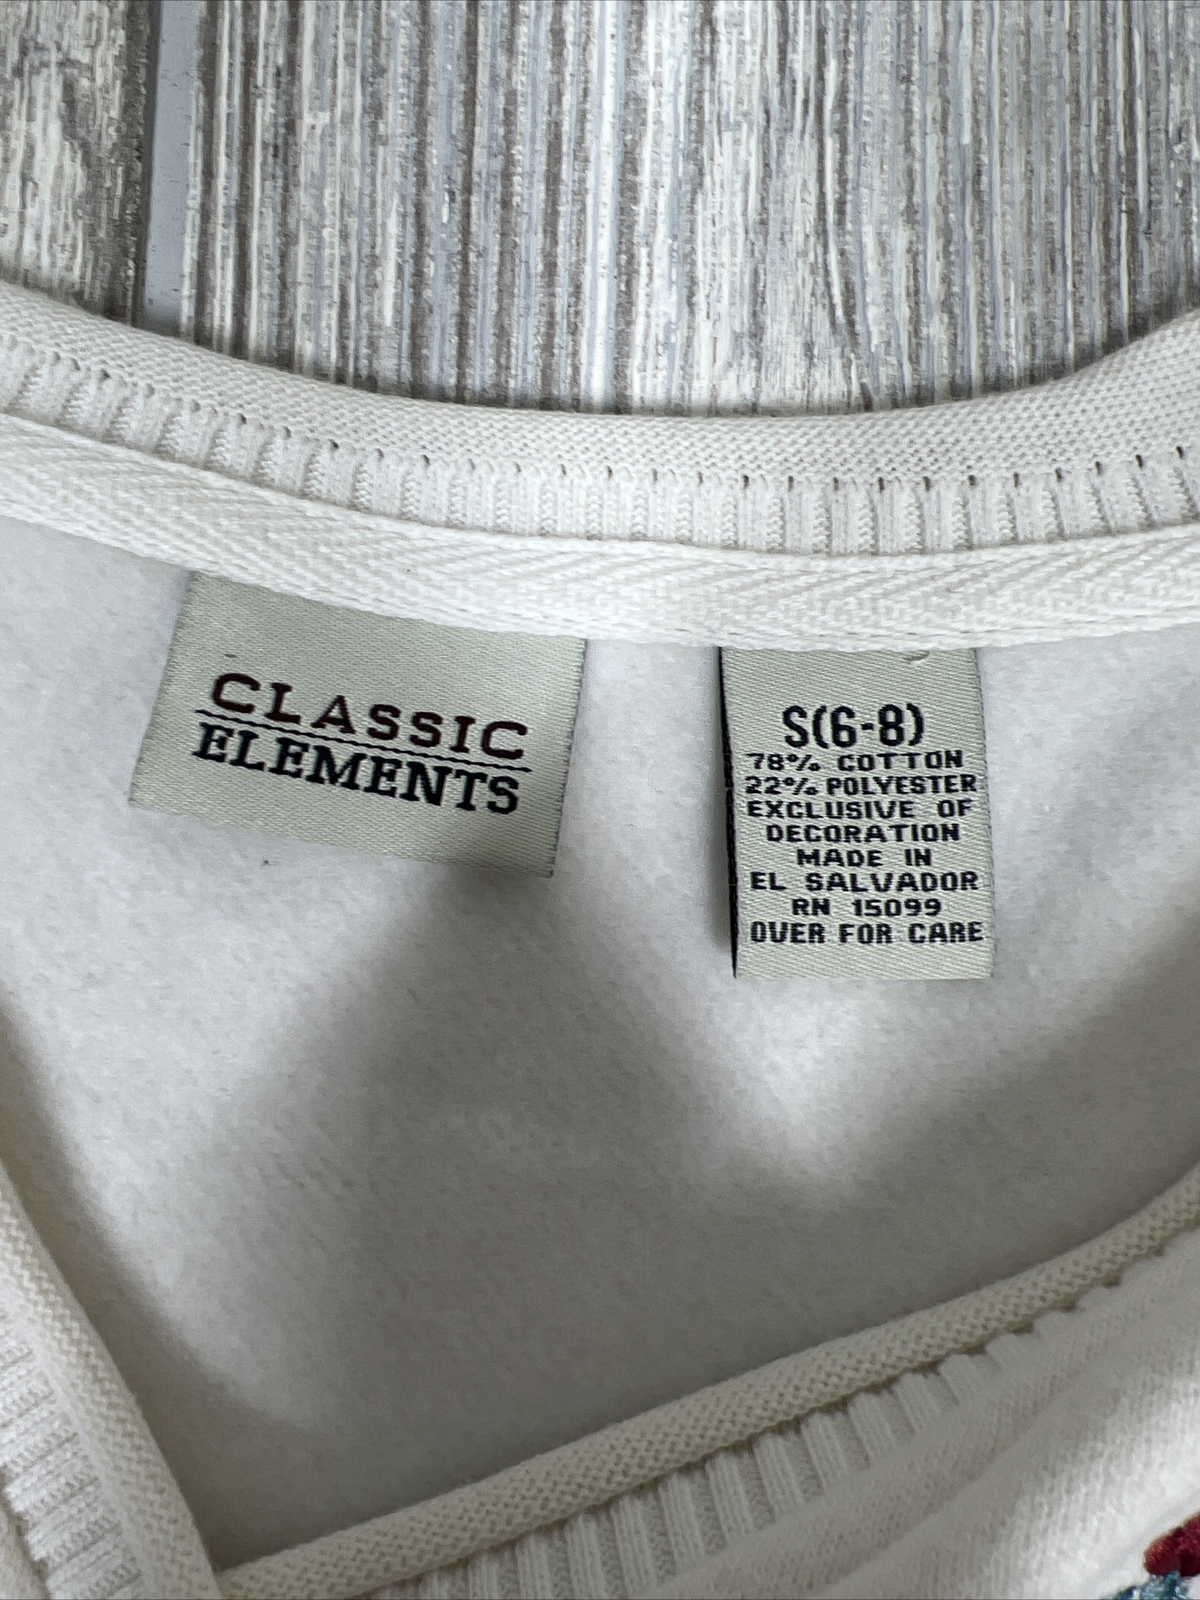 CLASSIC
ELEMENTS
S(6-8)
78% COTTON
22% POLYESTER
EXCLUSIVE OF
DECORATION
MADE IN
EL SALVADOR
RN 15099
OVER FOR CARE